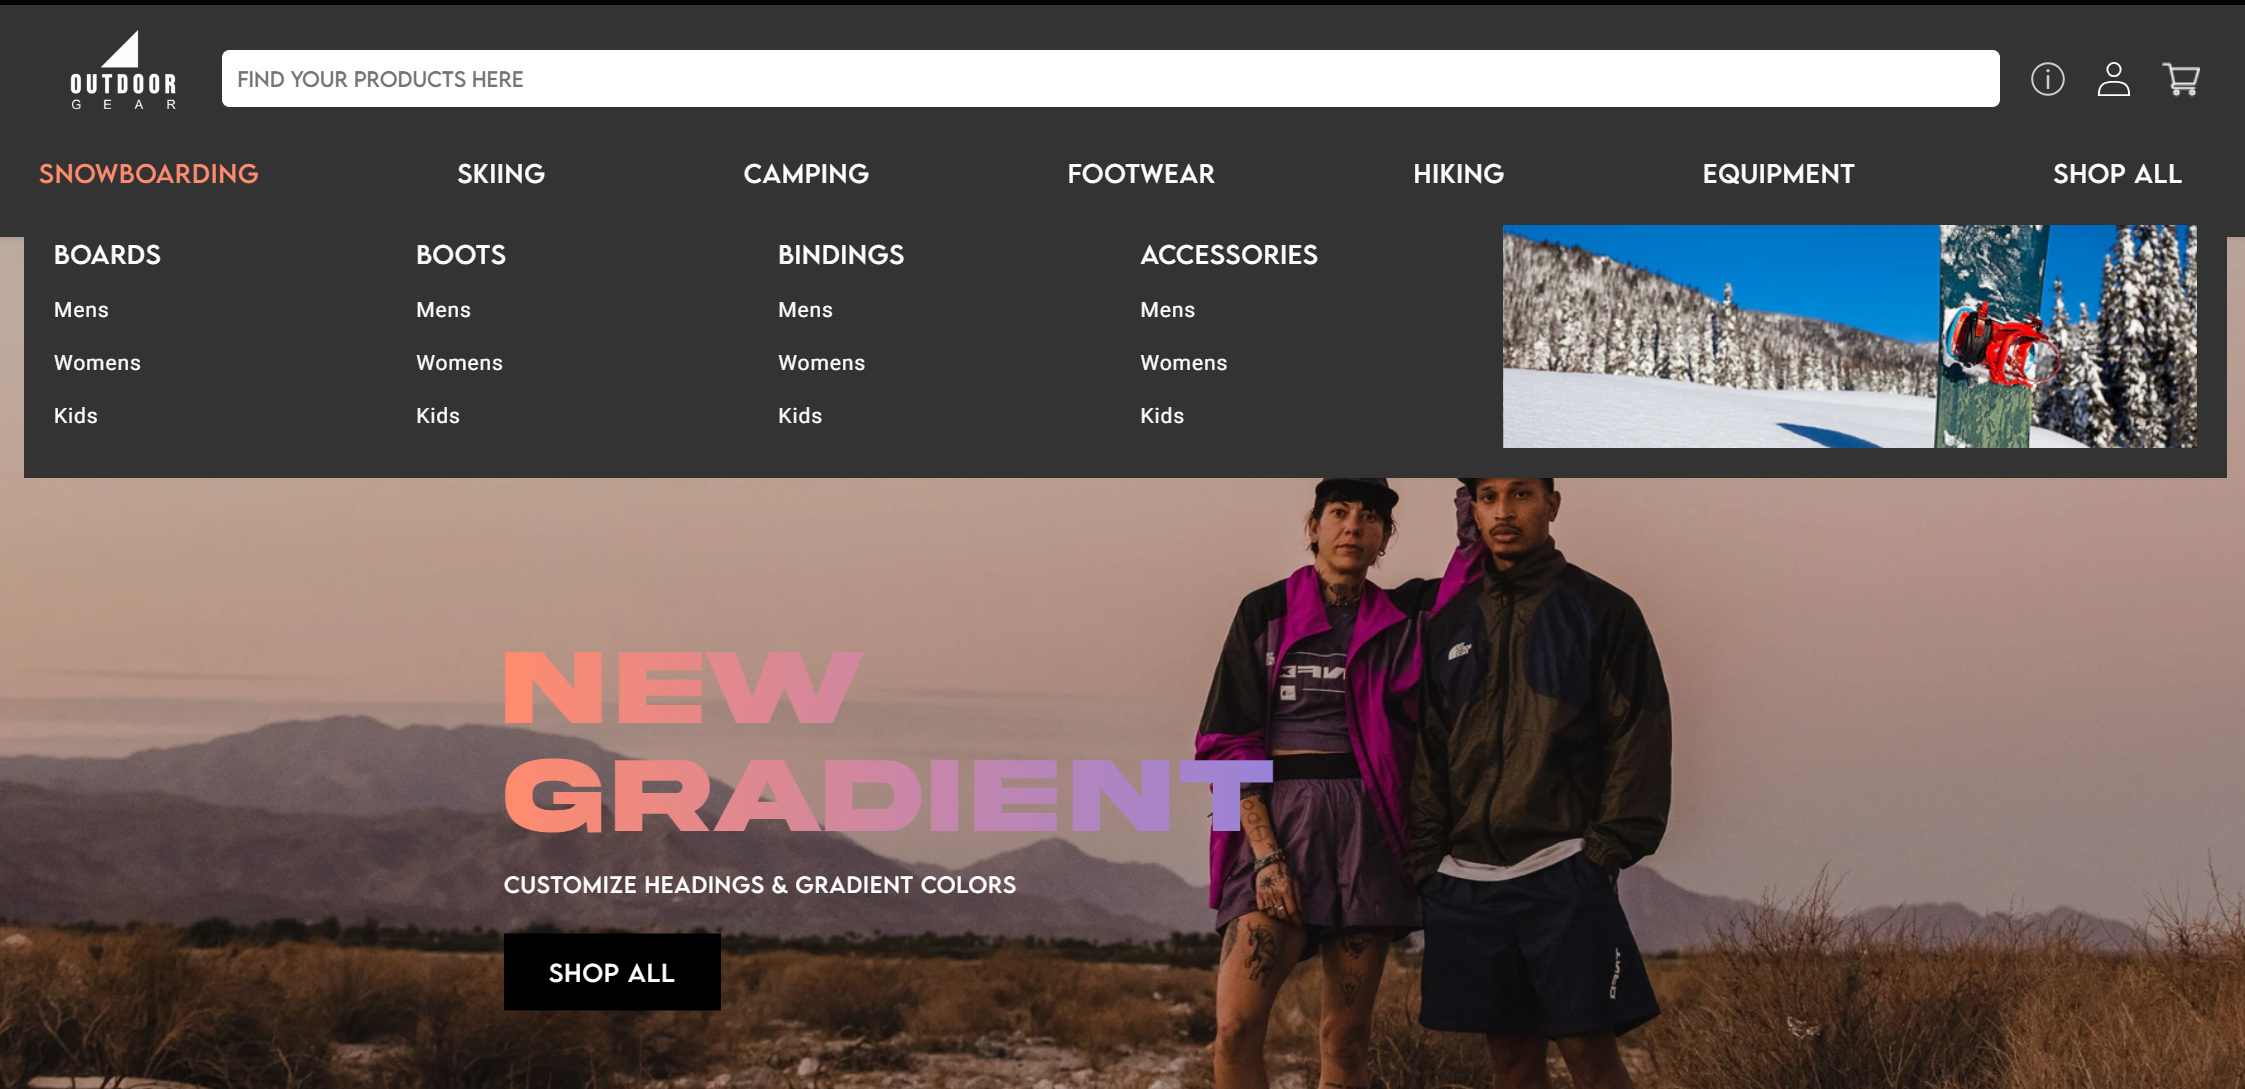 OUTDOOR
GEAR
FIND YOUR PRODUCTS HERE
i
SNOWBOARDING SKIING CAMPING FOOTWEAR HIKING EQUIPMENT SHOP ALL
BOARDS BOOTS BINDINGS ACCESSORIES
Mens Mens Mens Mens
Womens Womens Womens Womens
Kids Kids Kids Kids
NEW
GRADIENT
CUSTOMIZE HEADINGS & GRADIENT COLORS
SHOP ALL